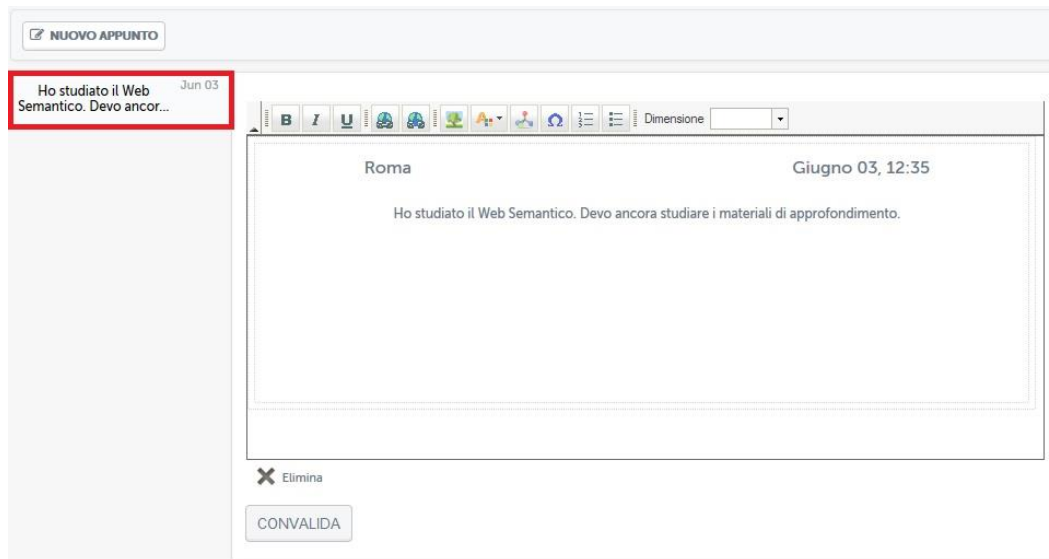 NUOVO APPUNTO
Ho studiato il Web
Jun 03
Semantico. Devo ancor...
B I U
Dimensione
Roma
Giugno 03, 12:35
Ho studiato il Web Semantico. Devo ancora studiare i materiali di approfondimento.
Elimina
CONVALIDA